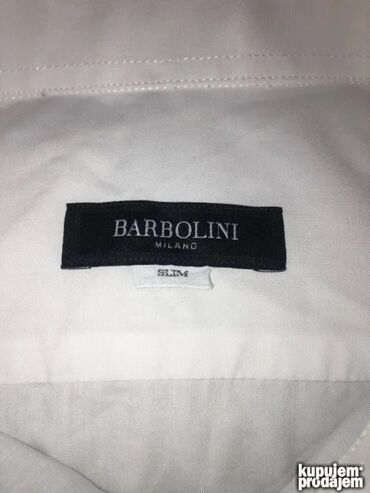 BARBOLINI
MILANO
SLIM
kupujem
prodajem